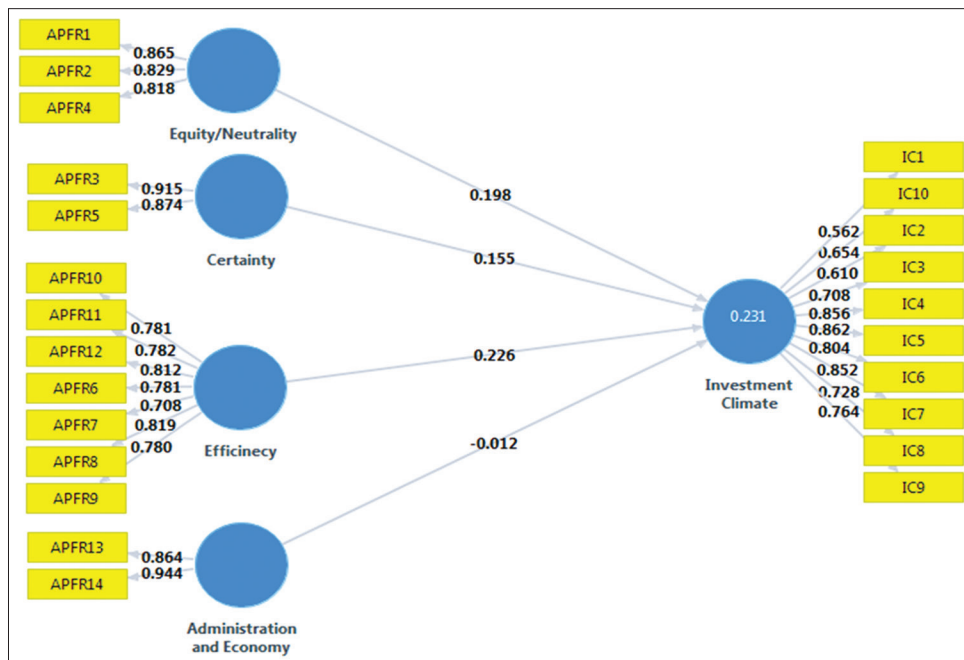 APFR1
0.865
APFR2
0.829
APFR4
0.818
Equity/Neutrality
APFR3
0.915
APFR5
0.874
Certainty
APFR10
0.781
APFR11
0.782
APFR12
0.812
APFR6
0.781
APFR7
0.708
APFR8
0.819
APFR9
0.780
Efficinecy
APFR13
0.864
APFR14
0.944
Administration
and Economy
0.198
0.155
0.226
-0.012
0.231
Investment
Climate
IC1
0.562
IC10
0.654
IC2
0.610
IC3
0.708
IC4
0.856
IC5
0.862
IC6
0.804
IC7
0.852
IC8
0.728
IC9
0.764